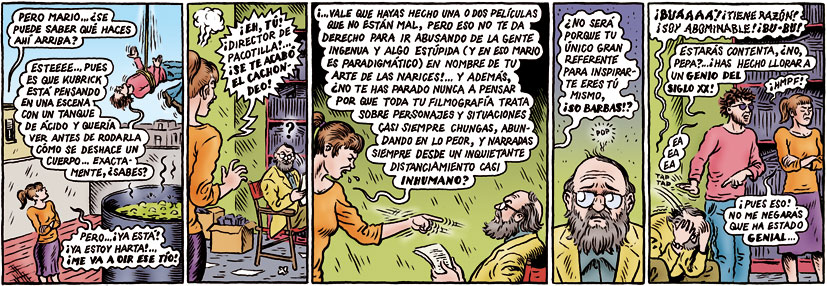 PERO MARIO... ¿SE
PUEDE SABER QUÉ HACES
AHÍ ARRIBA?
ESTEEEE... PUES
ES QUE KUBRICK
ESTÁ PENSANDO
EN UNA ESCENA
CON UN TANQUE
DE ÁCIDO Y QUERÍA
VER ANTES DE RODARLA
CÓMO SE DESHACE UN
CUERPO... EXACTA-
MENTE, ¿SABES?
PERO... ¡YA ESTÁ!
¡YA ESTOY HARTA!...
¡ME VA A OIR ESE TÍO!
¡EH, TÚ!
¡DIRECTOR DE
PACOTILLA!...
¡SE TE ACABÓ
EL CACHON-
DEO!
?
¡...VALE QUE HAYAS HECHO UNA O DOS PELÍCULAS
QUE NO ESTÁN MAL, PERO ESO NO TE DA
DERECHO PARA IR ABUSANDO DE LA GENTE
INGENUA Y ALGO ESTÚPIDA (Y EN ESO MARIO
ES PARADIGMÁTICO) EN NOMBRE DE TU
ARTE DE LAS NARICES!... Y ADEMÁS,
¿NO TE HAS PARADO NUNCA A PENSAR
POR QUE TODA TU FILMOGRAFÍA TRATA
SOBRE PERSONAJES Y SITUACIONES
CASI SIEMPRE CHUNGAS, ABUN-
DANDO EN LO PEOR, Y NARRADAS
SIEMPRE DESDE UN INQUIETANTE
DISTANCIAMIENTO CASI
INHUMANO?
¿NO SERÁ
PORQUE TU
ÚNICO GRAN
REFERENTE
PARA INSPIRAR-
TE ERES TÚ
MISMO,
¡SO BARBAS!?
POP
¡BUAAAA! ¡TIENE RAZÓN!
¡SOY ABOMINABLE! ¡BU-BU!
ESTARÁS CONTENTA, ¿NO,
PEPA?... ¡HAS HECHO LLORAR A
UN GENIO DEL
SIGLO XX!
¡HMPF!
EA
EA
EA
TAP
TAP
¡PUES ESO!
NO ME NEGARÁS
QUE HA ESTADO
GENIAL...